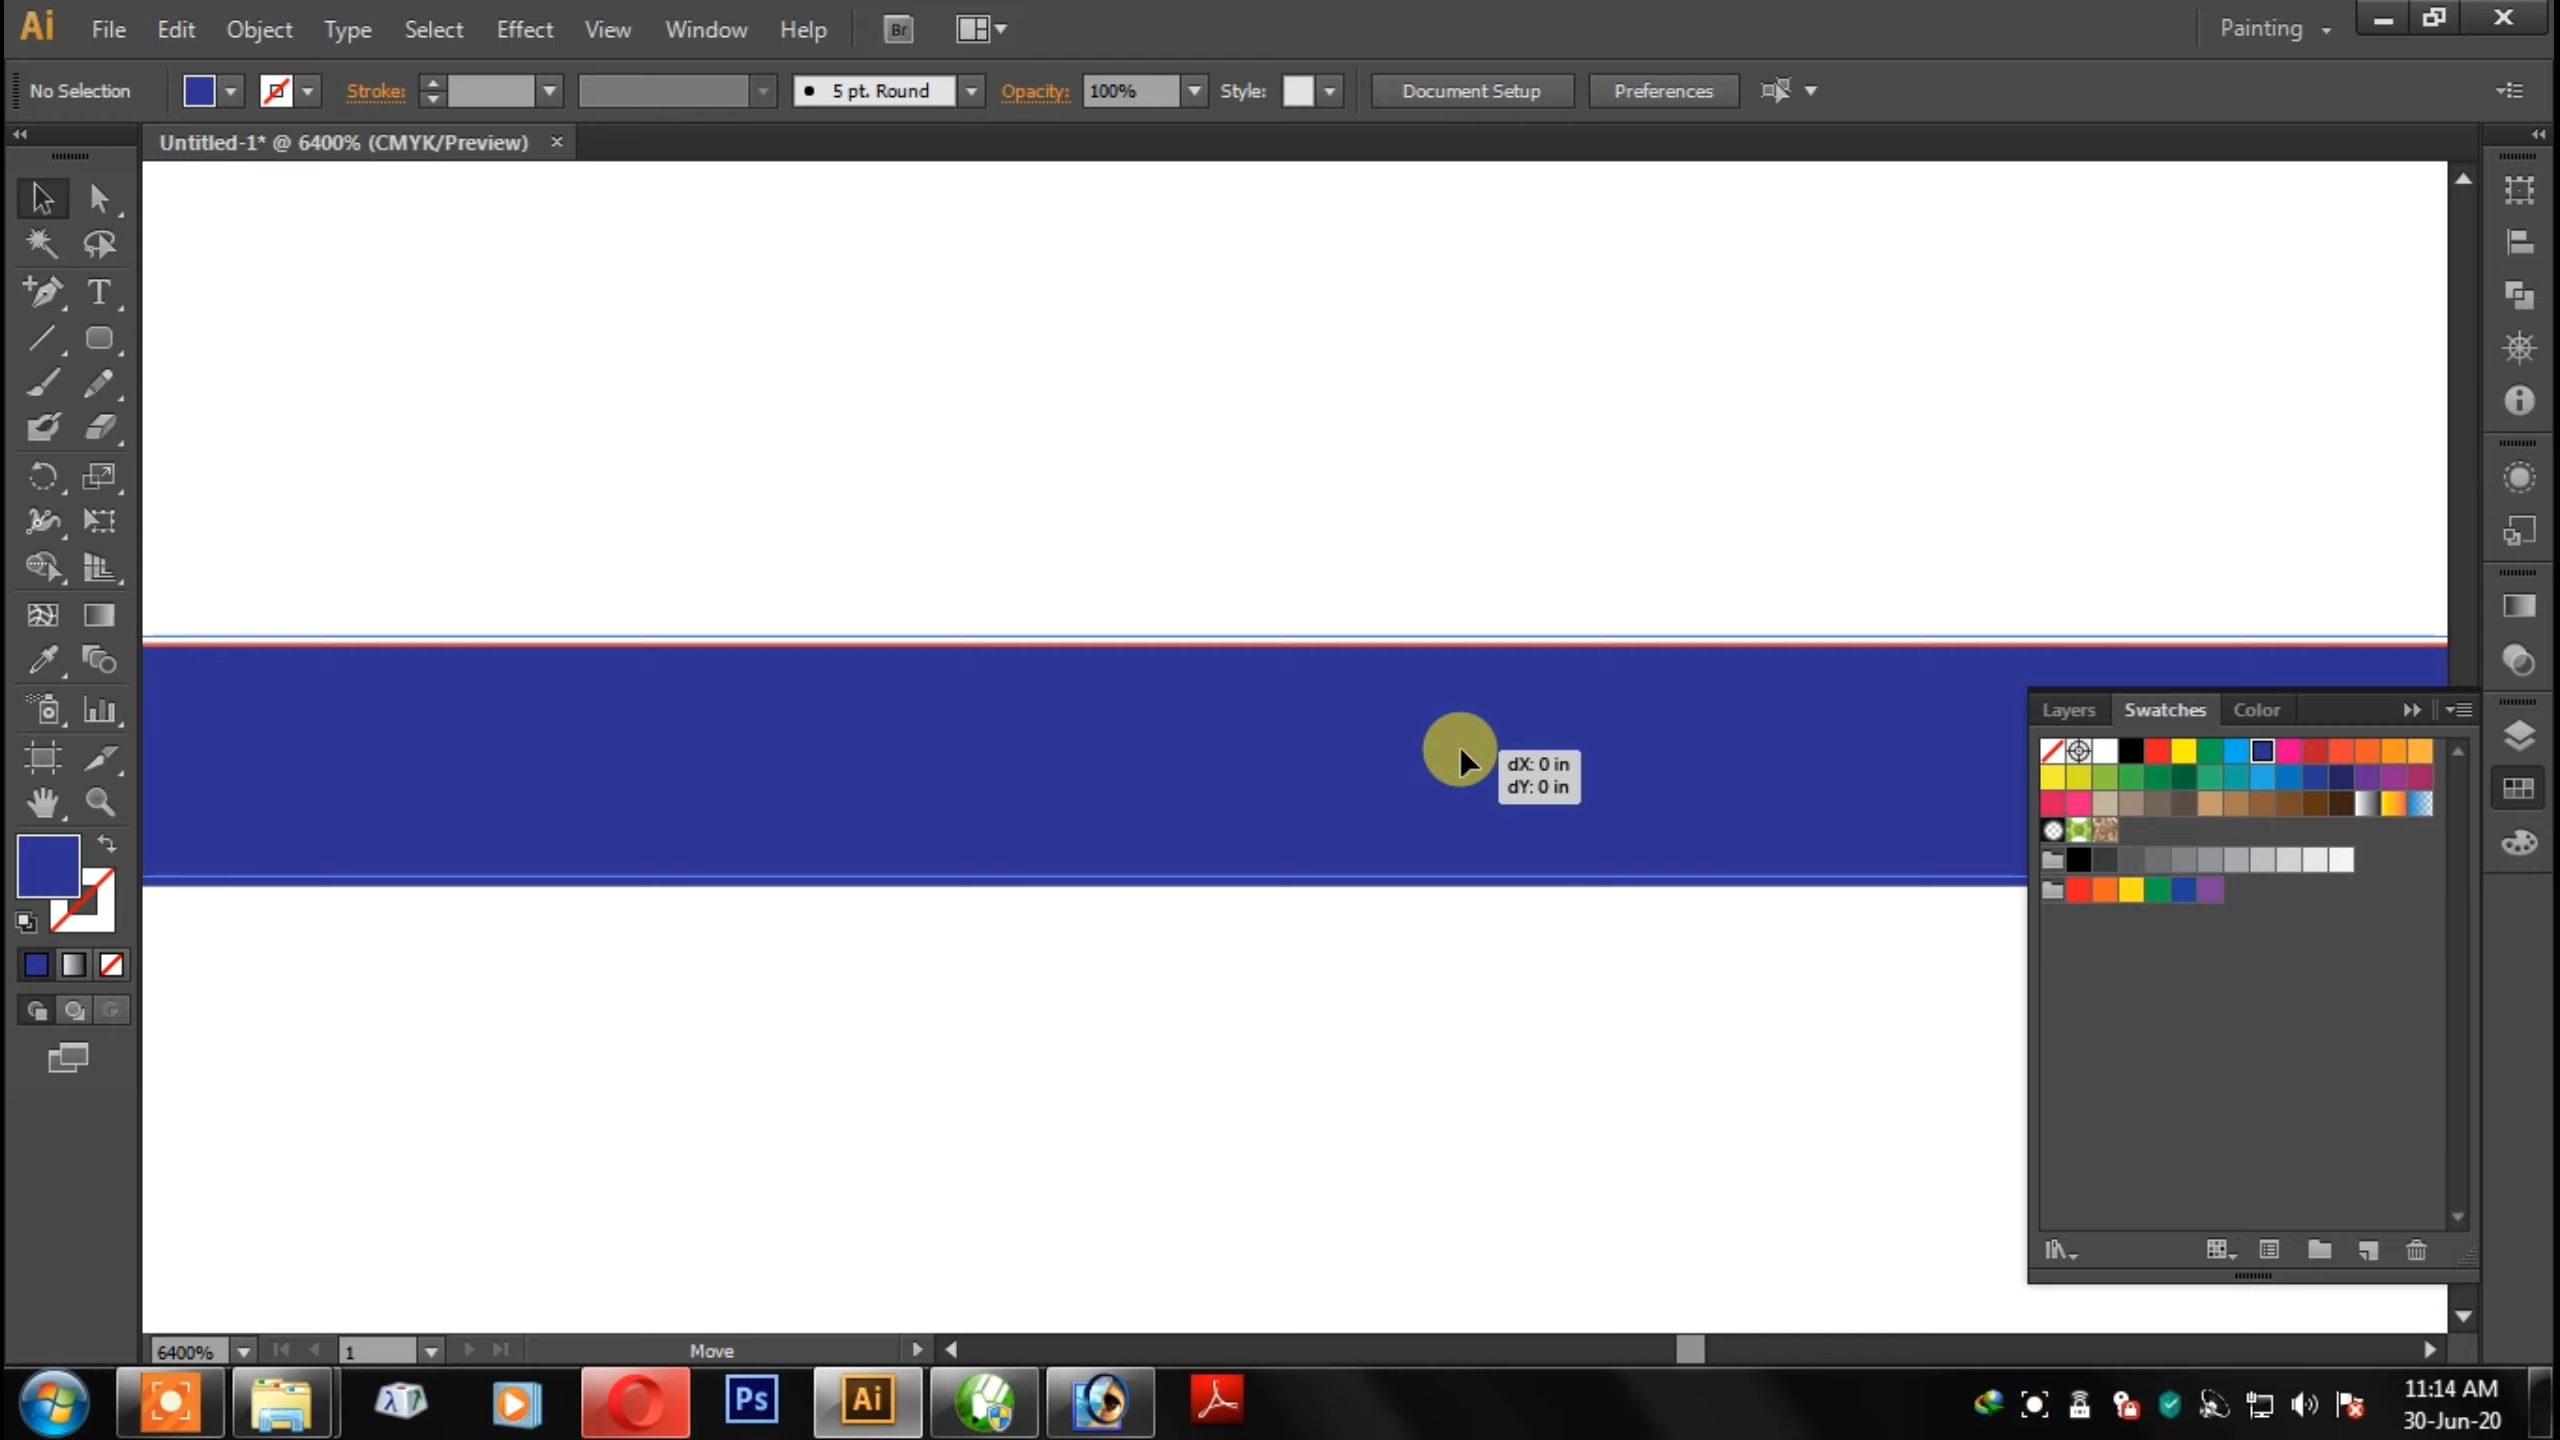 Ai File Edit Object Type Select Effect View Window Help Br Painting
No Selection Stroke: 5 pt. Round Opacity: 100% Style: Document Setup Preferences
Untitled-1* @ 6400% (CMYK/Preview)
T
Layers Swatches Color
dX: 0 in
dY: 0 in
6400% 1 Move
Ps Ai
11:14 AM
30-Jun-20